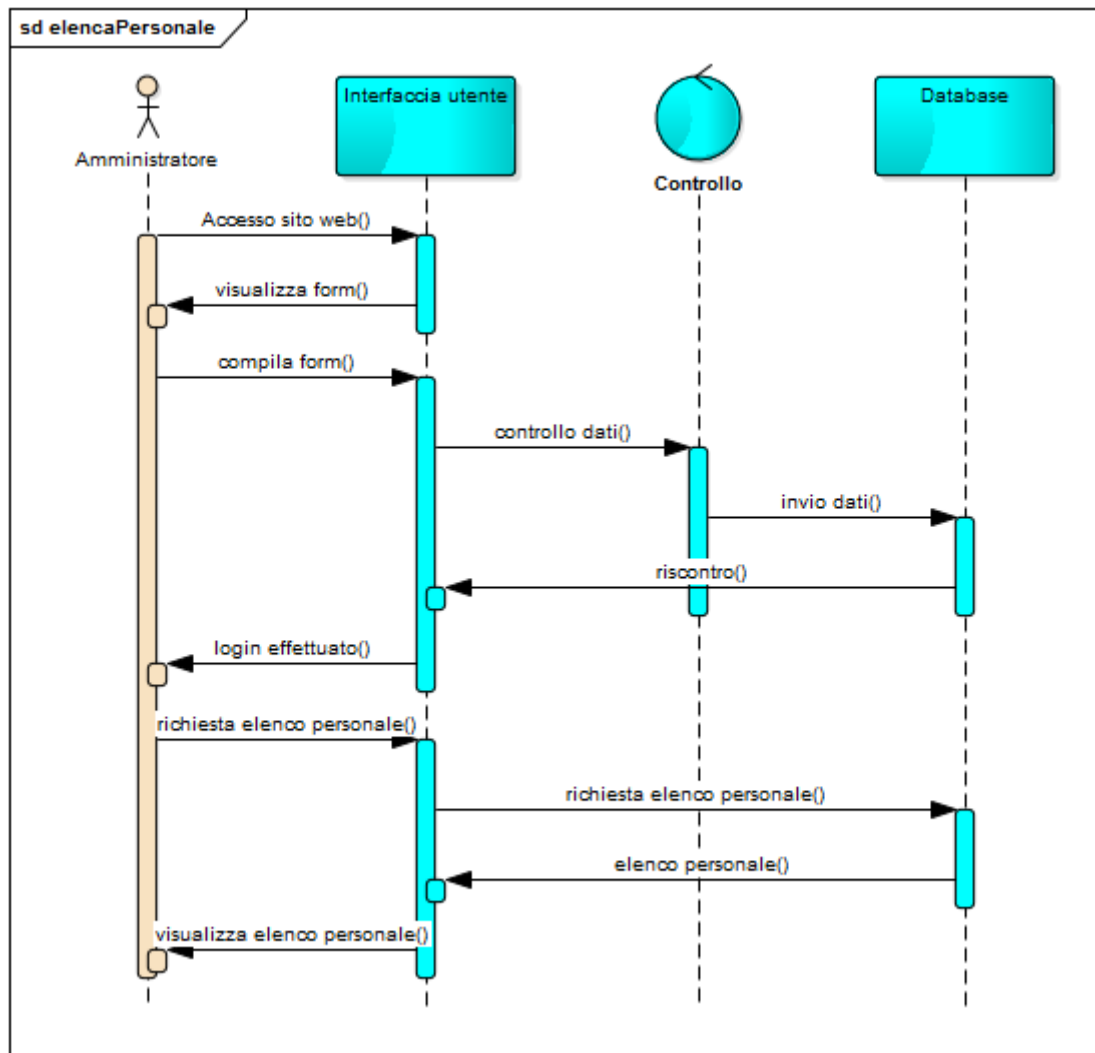 sd elencaPersonale
Interfaccia utente
Database
Amministratore
Controllo
Accesso sito web()
visualizza form()
compila form()
controllo dati()
invio dati()
riscontro()
login effettuato()
richiesta elenco personale()
richiesta elenco personale()
elenco personale()
visualizza elenco personale()